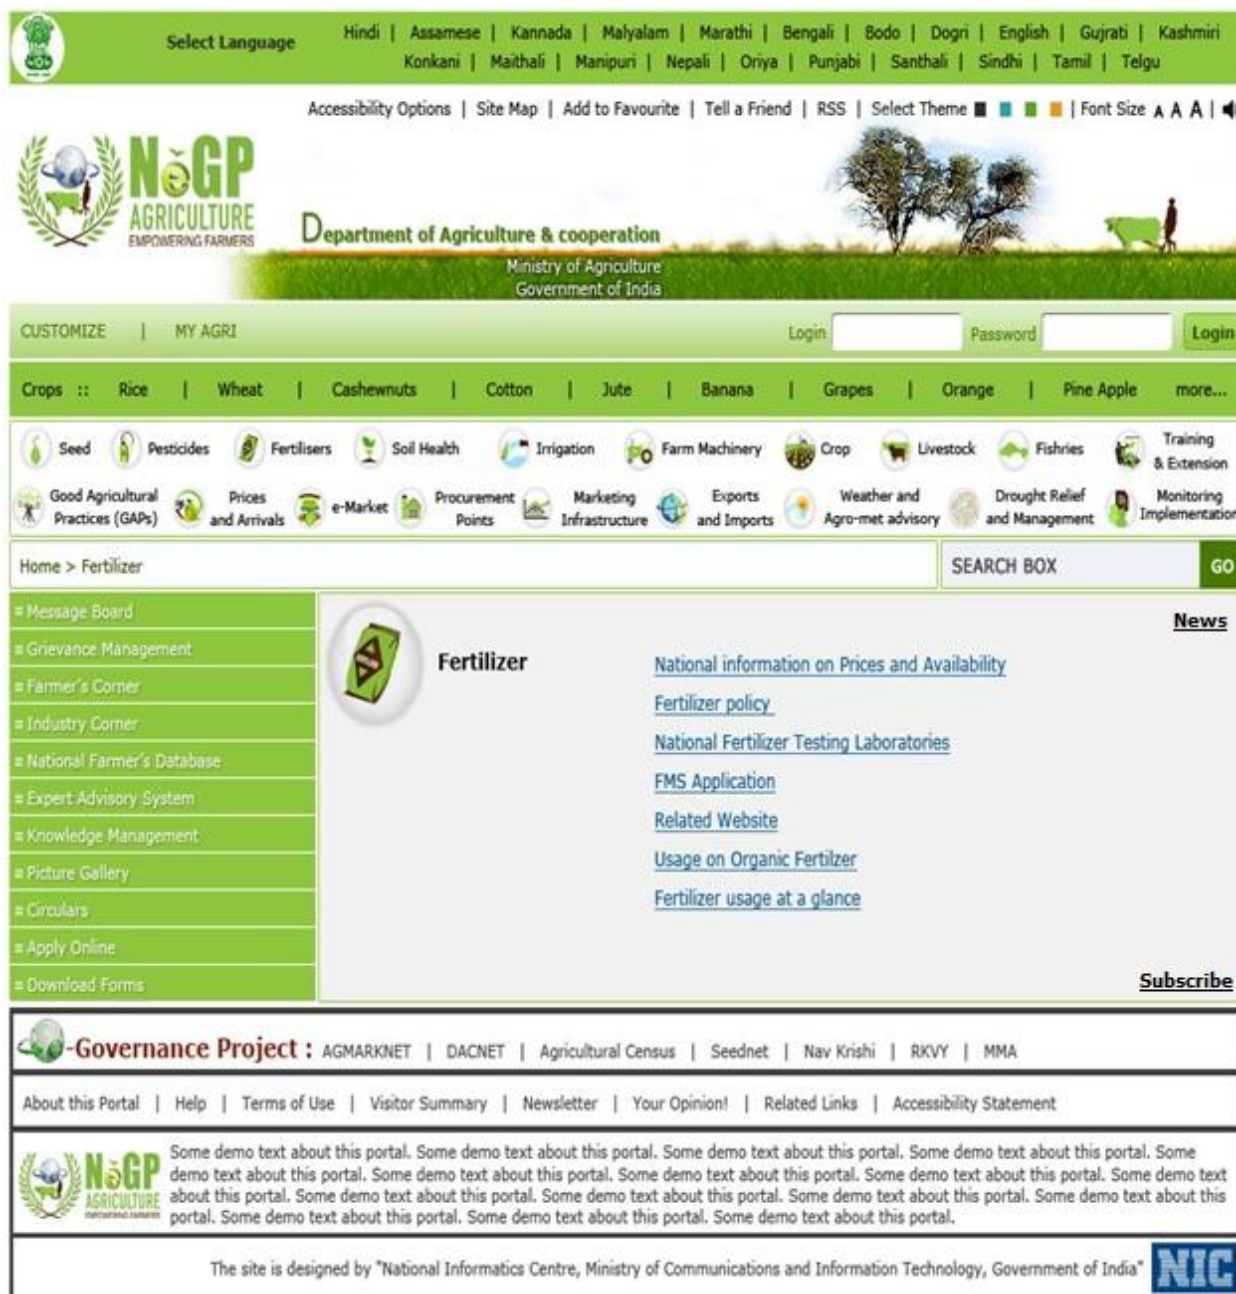 Select Language
Hindi | Assamese | Kannada | Malyalam | Marathi | Bengali | Bodo | Dogri | English | Gujrati | Kashmiri
Konkani | Maithali | Manipuri | Nepali | Oriya | Punjabi | Santhali | Sindhi | Tamil | Telgu
Accessibility Options | Site Map | Add to Favourite | Tell a Friend | RSS | Select Theme | Font Size A A A |
NeGP
AGRICULTURE
EMPOWERING FARMERS
Department of Agriculture & cooperation
Ministry of Agriculture
Government of India
CUSTOMIZE | MY AGRI Login Password Login
Crops :: Rice | Wheat | Cashewnuts | Cotton | Jute | Banana | Grapes | Orange | Pine Apple more...
Seed Pesticides Fertilisers Soil Health Irrigation Farm Machinery Crop Livestock Fishries Training
& Extension
Good Agricultural Prices e-Market Procurement Marketing Exports Weather and Drought Relief Monitoring
Practices (GAPs) and Arrivals Points Infrastructure and Imports Agro-met advisory and Management Implementation
Home > Fertilizer SEARCH BOX GO
Message Board
Grievance Management
Farmer's Corner
Industry Corner
National Farmer's Database
Expert Advisory System
Knowledge Management
Picture Gallery
Circulars
Apply Online
Download Forms
News
Fertilizer
National information on Prices and Availability
Fertilizer policy
National Fertilizer Testing Laboratories
FMS Application
Related Website
Usage on Organic Fertilzer
Fertilizer usage at a glance
Subscribe
e-Governance Project : AGMARKNET | DACNET | Agricultural Census | Seednet | Nav Krishi | RKVY | MMA
About this Portal | Help | Terms of Use | Visitor Summary | Newsletter | Your Opinion! | Related Links | Accessibility Statement
NeGP
AGRICULTURE
EMPOWERING FARMERS
Some demo text about this portal. Some demo text about this portal. Some demo text about this portal. Some demo text about this portal. Some
demo text about this portal. Some demo text about this portal. Some demo text about this portal. Some demo text about this portal. Some demo text
about this portal. Some demo text about this portal. Some demo text about this portal. Some demo text about this portal. Some demo text about this
portal. Some demo text about this portal. Some demo text about this portal. Some demo text about this portal.
The site is designed by "National Informatics Centre, Ministry of Communications and Information Technology, Government of India" NIC